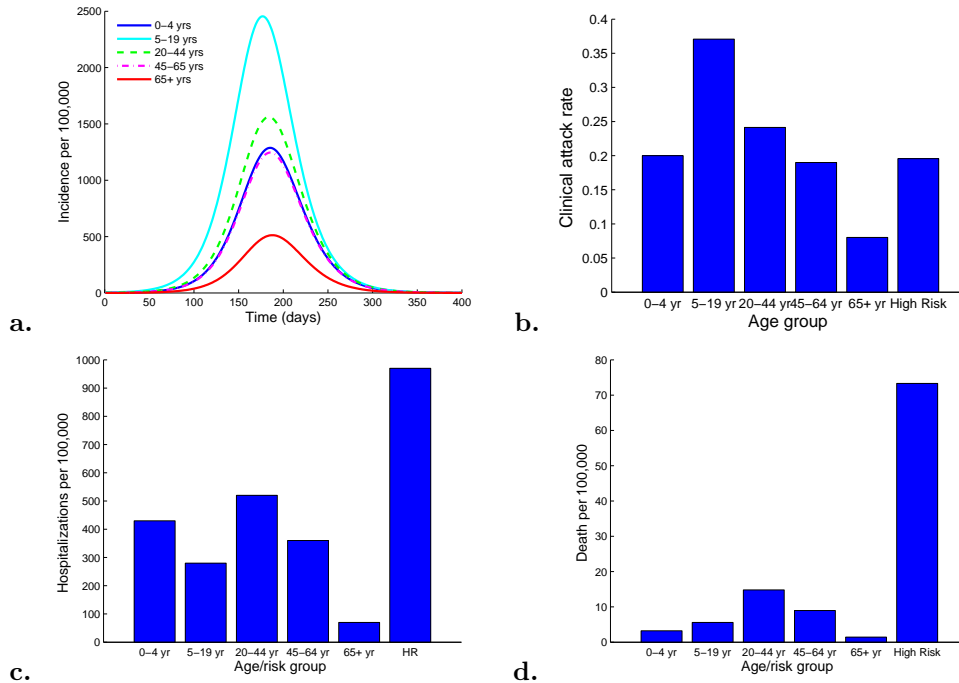 2500
2000
1500
1000
500
0
0 50 100 150 200 250 300 350 400
Incidence per 100,000
Time (days)
0−4 yrs
5−19 yrs
20−44 yrs
45−65 yrs
65+ yrs
a.
0.4
0.35
0.3
0.25
0.2
0.15
0.1
0.05
0
Clinical attack rate
0−4 yr 5−19 yr 20−44 yr 45−64 yr 65+ yr High Risk
Age group
b.
1000
900
800
700
600
500
400
300
200
100
0
Hospitalizations per 100,000
0−4 yr 5−19 yr 20−44 yr 45−64 yr 65+ yr HR
Age/risk group
c.
80
70
60
50
40
30
20
10
0
Death per 100,000
0−4 yr 5−19 yr 20−44 yr 45−64 yr 65+ yr High Risk
Age/risk group
d.